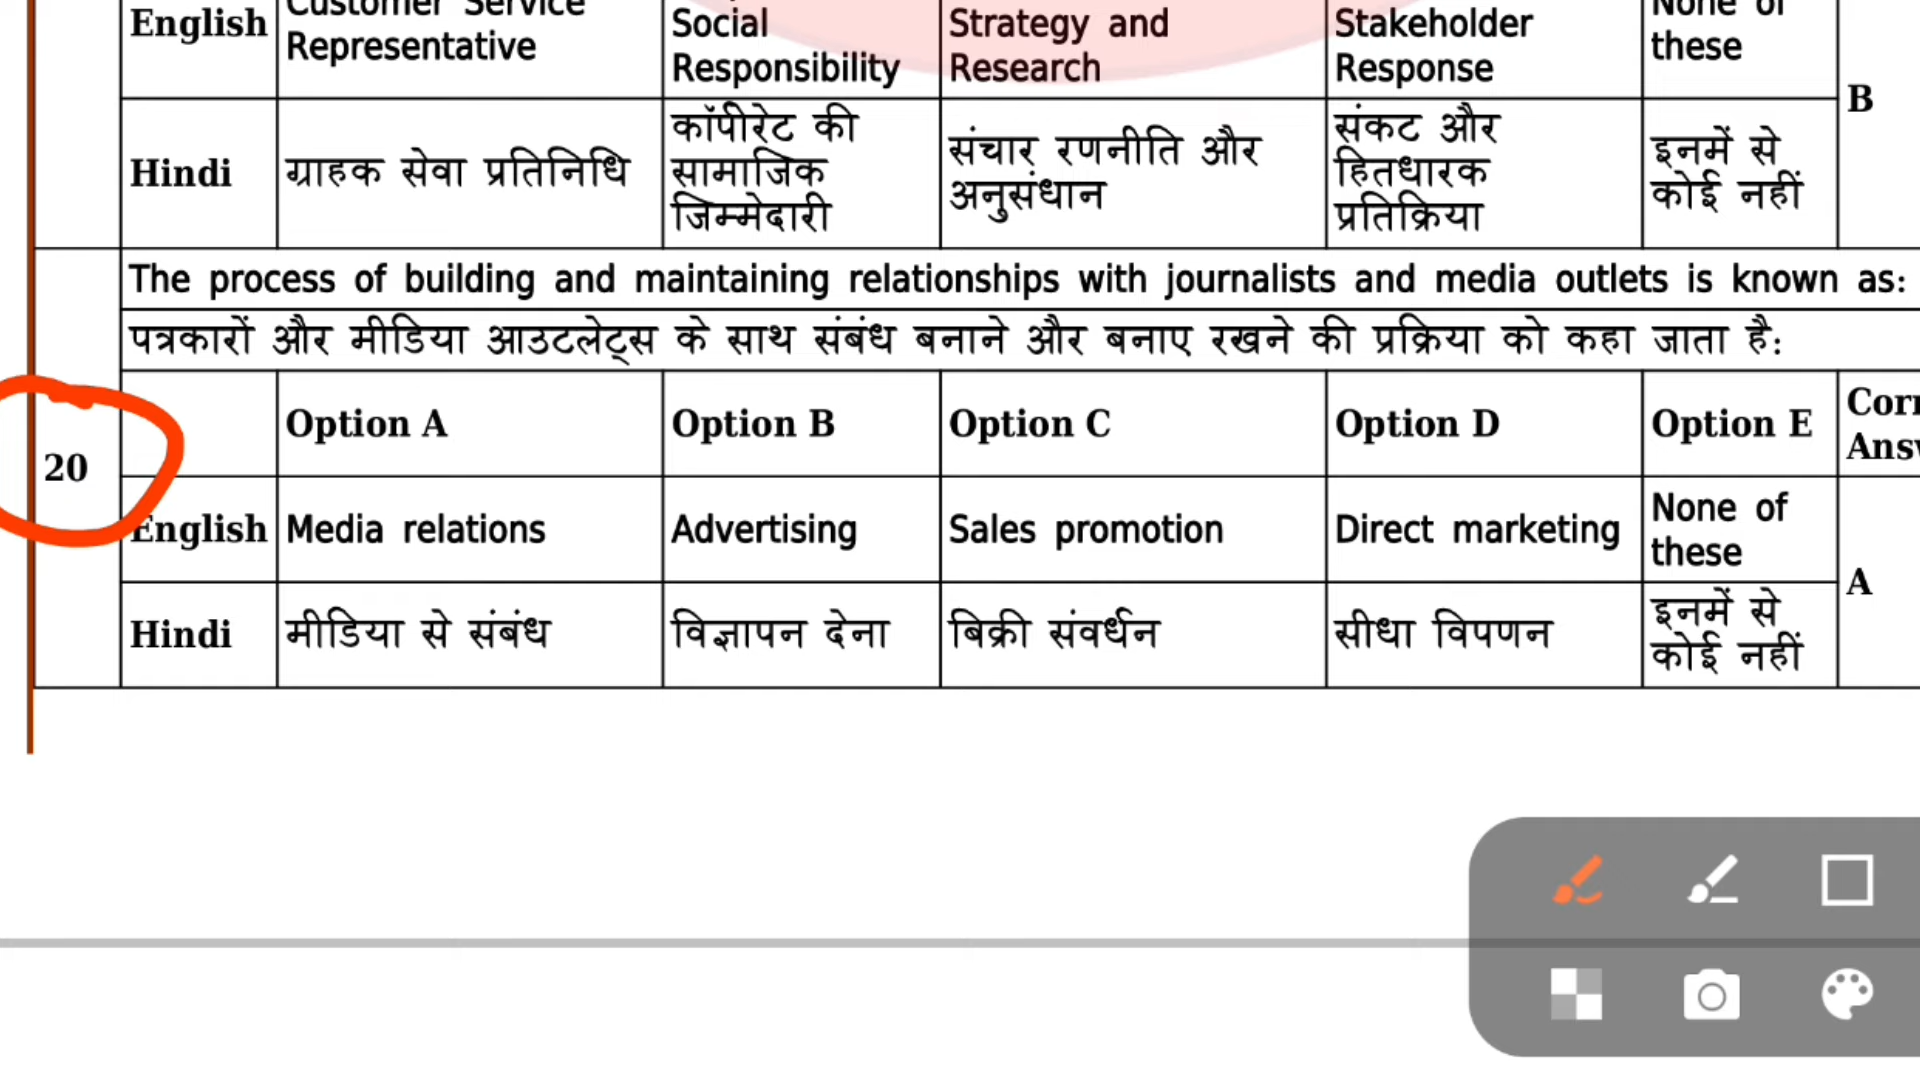 English
Customer Service
Representative
Social
Responsibility
Strategy and
Research
Stakeholder
Response
None of
these
B
Hindi
ग्राहक सेवा प्रतिनिधि
कॉर्पोरेट की
सामाजिक
जिम्मेदारी
संचार रणनीति और
अनुसंधान
संकट और
हितधारक
प्रतिक्रिया
इनमें से
कोई नहीं
The process of building and maintaining relationships with journalists and media outlets is known as:
पत्रकारों और मीडिया आउटलेट्स के साथ संबंध बनाने और बनाए रखने की प्रक्रिया को कहा जाता है:
20
Option A
Option B
Option C
Option D
Option E
English
Media relations
Advertising
Sales promotion
Direct marketing
None of
these
A
Hindi
मीडिया से संबंध
विज्ञापन देना
बिक्री संवर्धन
सीधा विपणन
इनमें से
कोई नहीं